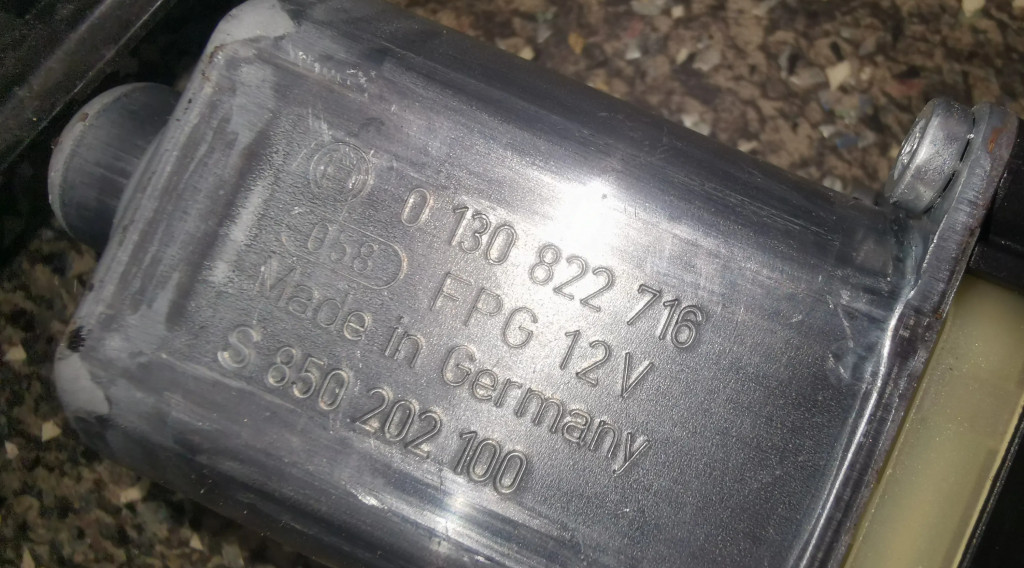 0 130 822 716
058 FPG 12V
Made in Germany
S 850 202 100